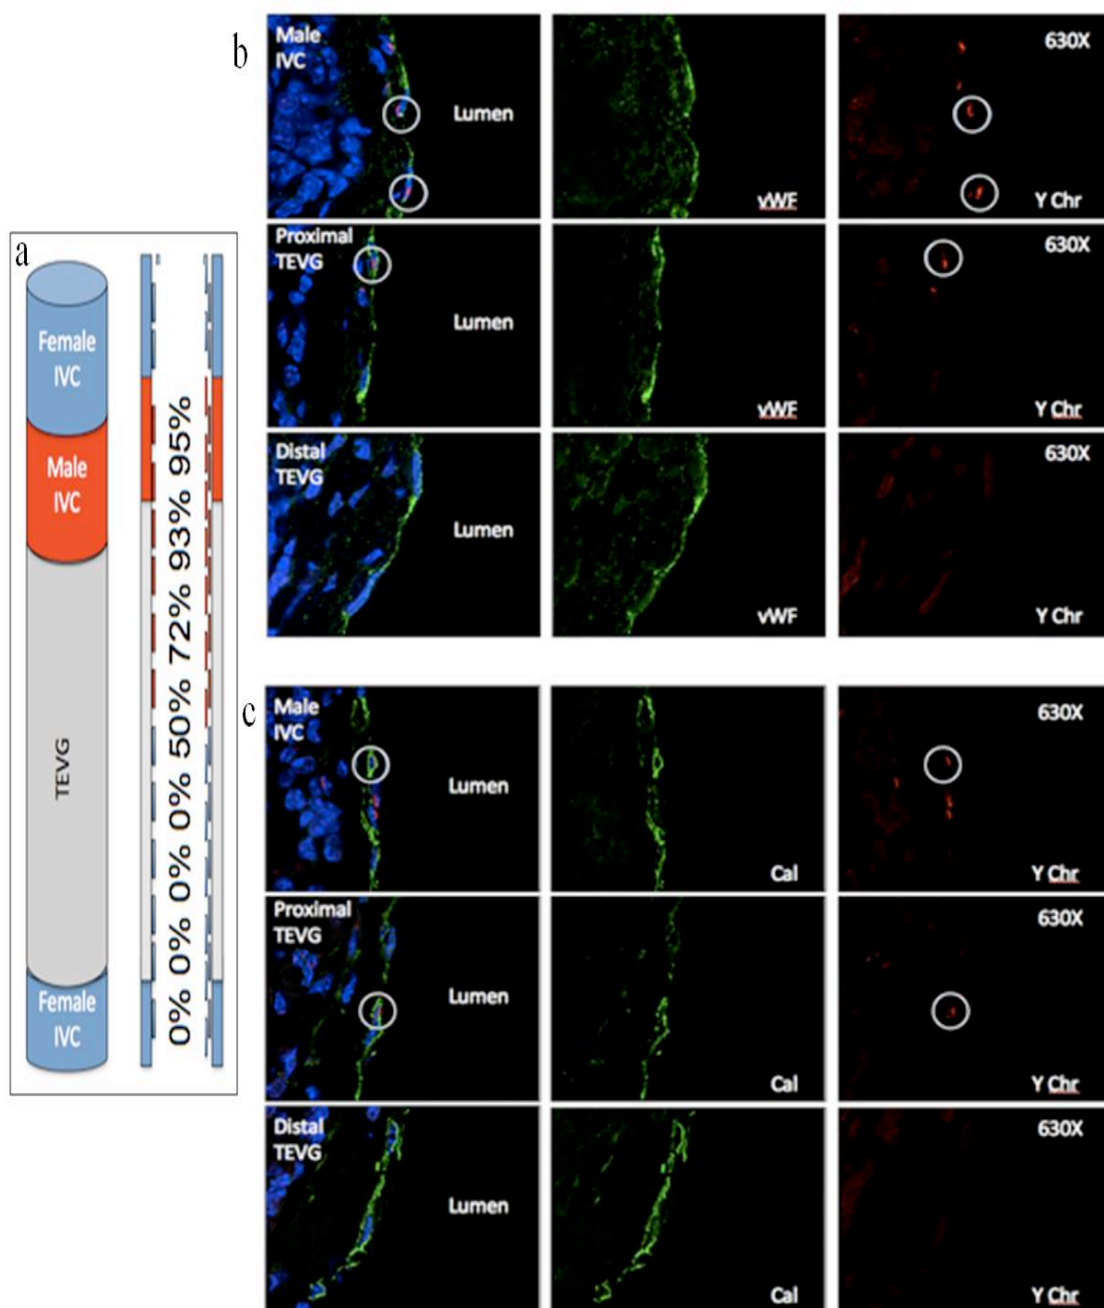 a
Female
IVC
Male
IVC
TEVG
Female
IVC
0% 0% 0% 0% 50% 72% 93% 95%
b
Male
IVC
Lumen
vWF
630X
Y Chr
Proximal
TEVG
Lumen
vWF
630X
Y Chr
Distal
TEVG
Lumen
vWF
630X
Y Chr
c
Male
IVC
Lumen
Cal
630X
Y Chr
Proximal
TEVG
Lumen
Cal
630X
Y Chr
Distal
TEVG
Lumen
Cal
630X
Y Chr